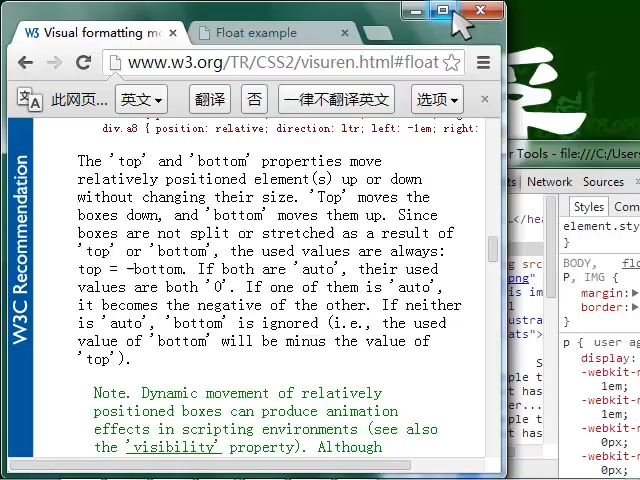 W3 Visual formatting m
Float example
www.w3.org/TR/CSS2/visuren.html#float
此网页... 英文 翻译 否 一律不翻译英文 选项
div.a8 { position: relative; direction: ltr; left: -1em; right:
W3C Recommendation
The 'top' and 'bottom' properties move
relatively positioned element(s) up or down
without changing their size. 'Top' moves the
boxes down, and 'bottom' moves them up. Since
boxes are not split or stretched as a result of
'top' or 'bottom', the used values are always:
top = -bottom. If both are 'auto', their used
values are both '0'. If one of them is 'auto',
it becomes the negative of the other. If neither
is 'auto', 'bottom' is ignored (i.e., the used
value of 'bottom' will be minus the value of
'top').
Note. Dynamic movement of relatively
positioned boxes can produce animation
effects in scripting environments (see also
the 'visibility' property). Although
r Tools - file:///C:/Users
Network Sources
Styles Com
element.sty
}
BODY, flo
P, IMG {
margin:
border:
}
p { user ag
display:
-webkit-m
1em;
-webkit-m
1em;
-webkit-m
0px;
-webkit-m
0px;